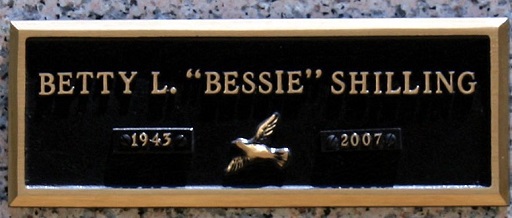 BETTY L. "BESSIE" SHILLING
1943 2007